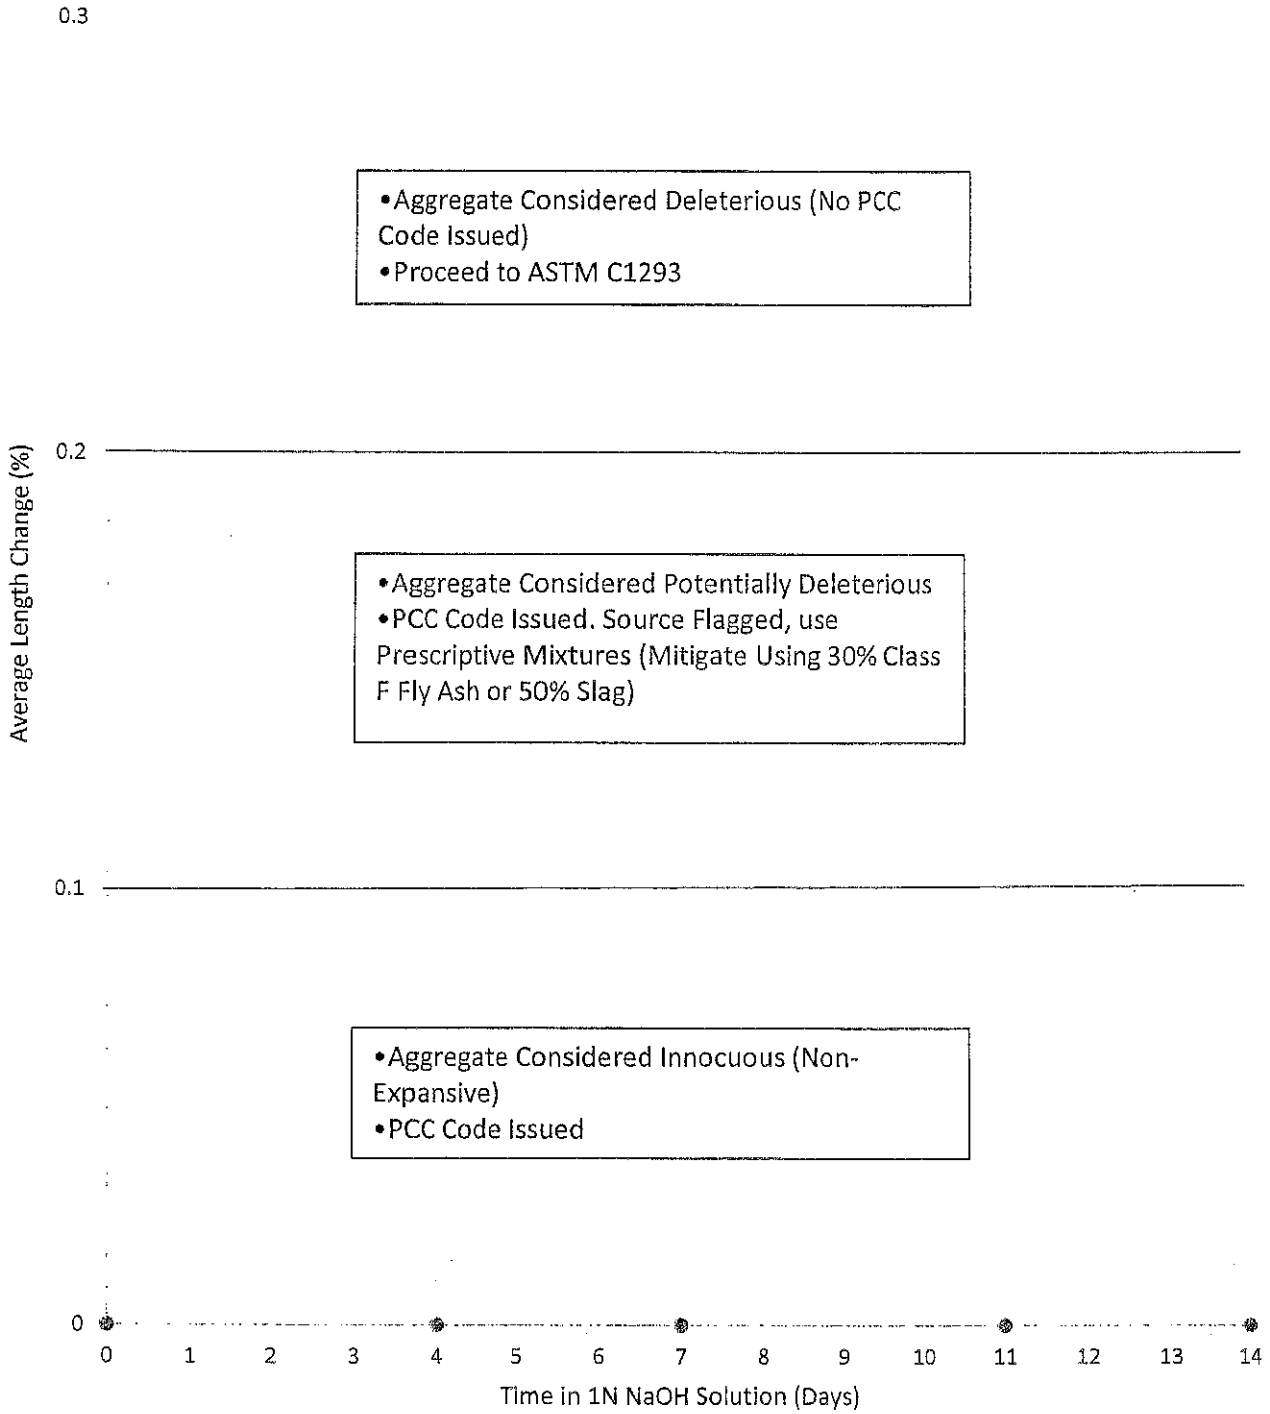 0.3
•Aggregate Considered Deleterious (No PCC
Code Issued)
•Proceed to ASTM C1293
Average Length Change (%)
0.2
•Aggregate Considered Potentially Deleterious
•PCC Code Issued. Source Flagged, use
Prescriptive Mixtures (Mitigate Using 30% Class
F Fly Ash or 50% Slag)
0.1
•Aggregate Considered Innocuous (Non-
Expansive)
•PCC Code Issued
0
0 1 2 3 4 5 6 7 8 9 10 11 12 13 14
Time in 1N NaOH Solution (Days)